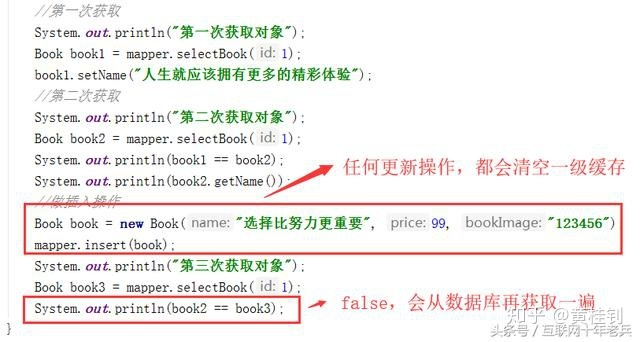 //第一次获取
System.out.println("第一次获取对象");
Book book1 = mapper.selectBook( id: 1);
book1.setName("人生就应该拥有更多的精彩体验");
//第二次获取
System.out.println("第二次获取对象");
Book book2 = mapper.selectBook( id: 1);
System.out.println(book1 == book2);
System.out.println(book2.getName());
任何更新操作，都会清空一级缓存
//做插入操作
Book book = new Book( name: "选择比努力更重要", price: 99, bookImage: "123456")
mapper.insert(book);
System.out.println("第三次获取对象");
Book book3 = mapper.selectBook( id: 1);
System.out.println(book2 == book3);
false，会从数据库再获取一遍
}
知乎 @黄桂钊
头条号 / 互联网十年老兵